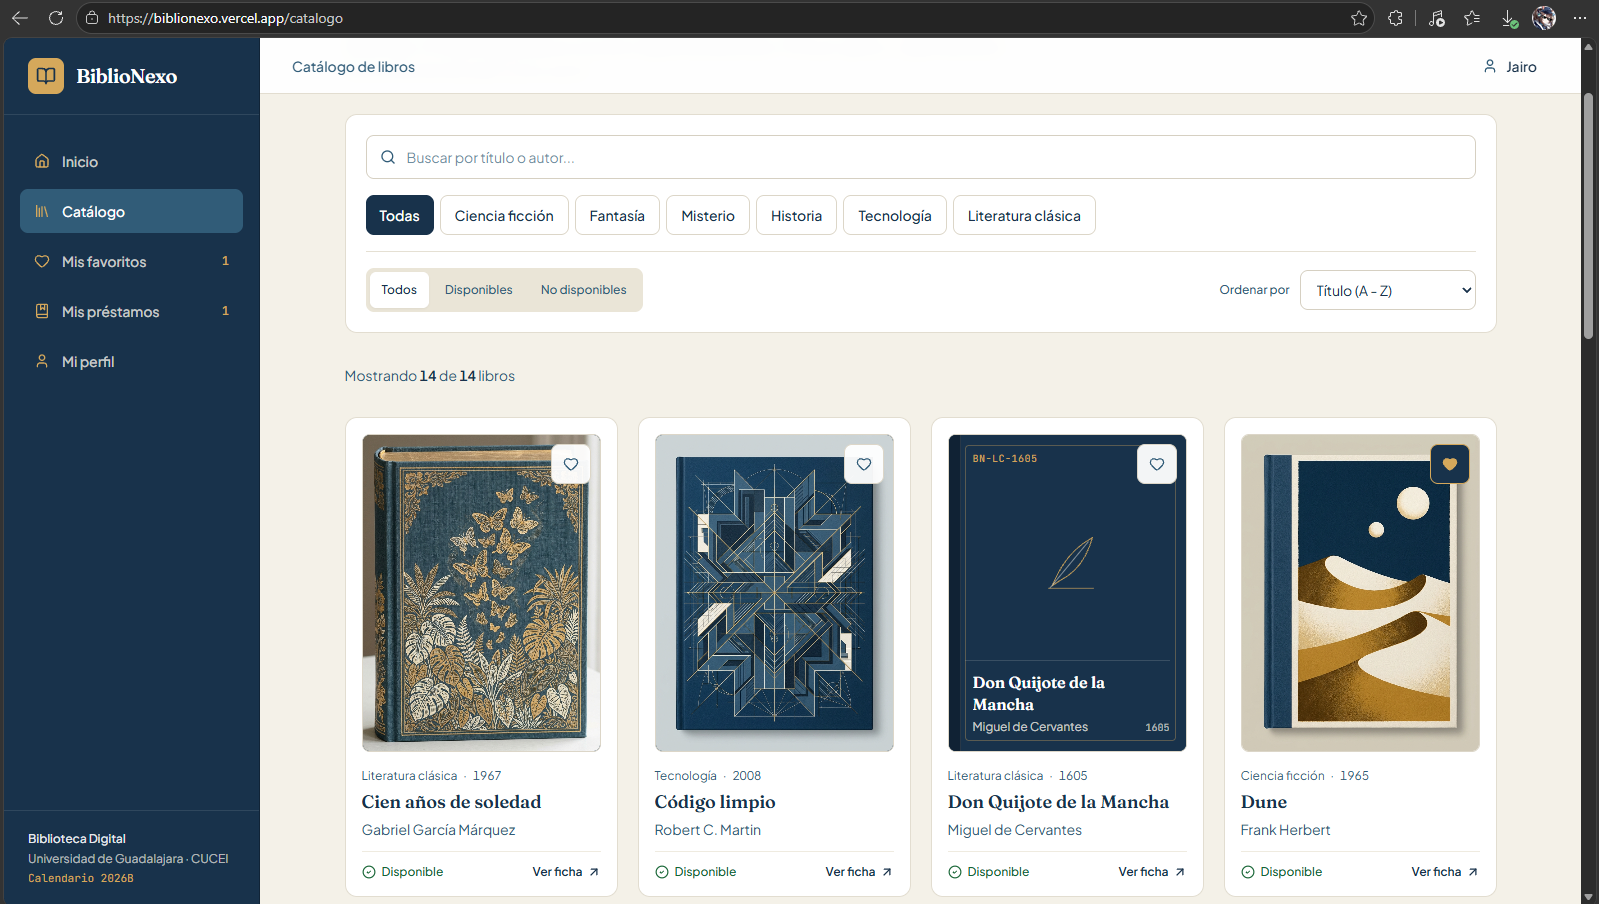 https://biblionexo.vercel.app/catalogo
BiblioNexo
Inicio
Catálogo
Mis favoritos 1
Mis préstamos 1
Mi perfil
Biblioteca Digital
Universidad de Guadalajara · CUCEI
Calendario 2026B
Catálogo de libros
Jairo
Buscar por título o autor...
Todas Ciencia ficción Fantasía Misterio Historia Tecnología Literatura clásica
Todos Disponibles No disponibles
Ordenar por Título (A - Z)
Mostrando 14 de 14 libros
Literatura clásica · 1967
Cien años de soledad
Gabriel García Márquez
Disponible Ver ficha
Tecnología · 2008
Código limpio
Robert C. Martin
Disponible Ver ficha
BN-LC-1605
Don Quijote de la
Mancha
Miguel de Cervantes 1605
Literatura clásica · 1605
Don Quijote de la Mancha
Miguel de Cervantes
Disponible Ver ficha
Ciencia ficción · 1965
Dune
Frank Herbert
Disponible Ver ficha